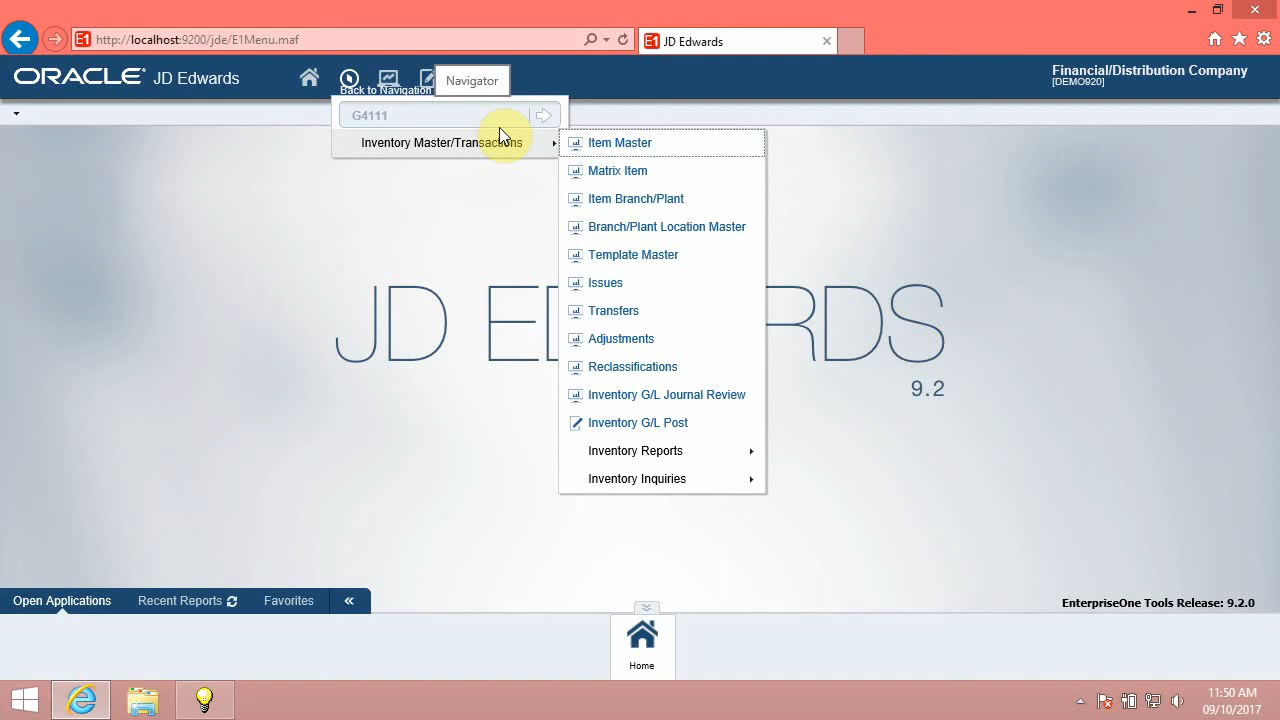 http://localhost:9200/jde/E1Menu.maf
E1 JD Edwards
ORACLE JD Edwards
Navigator
Financial/Distribution Company
[DEMO920]
Back to Navigation
G4111
Inventory Master/Transactions
Item Master
Matrix Item
Item Branch/Plant
Branch/Plant Location Master
Template Master
Issues
Transfers
Adjustments
Reclassifications
Inventory G/L Journal Review
Inventory G/L Post
Inventory Reports
Inventory Inquiries
JD E RDS
9.2
Open Applications Recent Reports Favorites
EnterpriseOne Tools Release: 9.2.0
Home
11:50 AM
09/10/2017